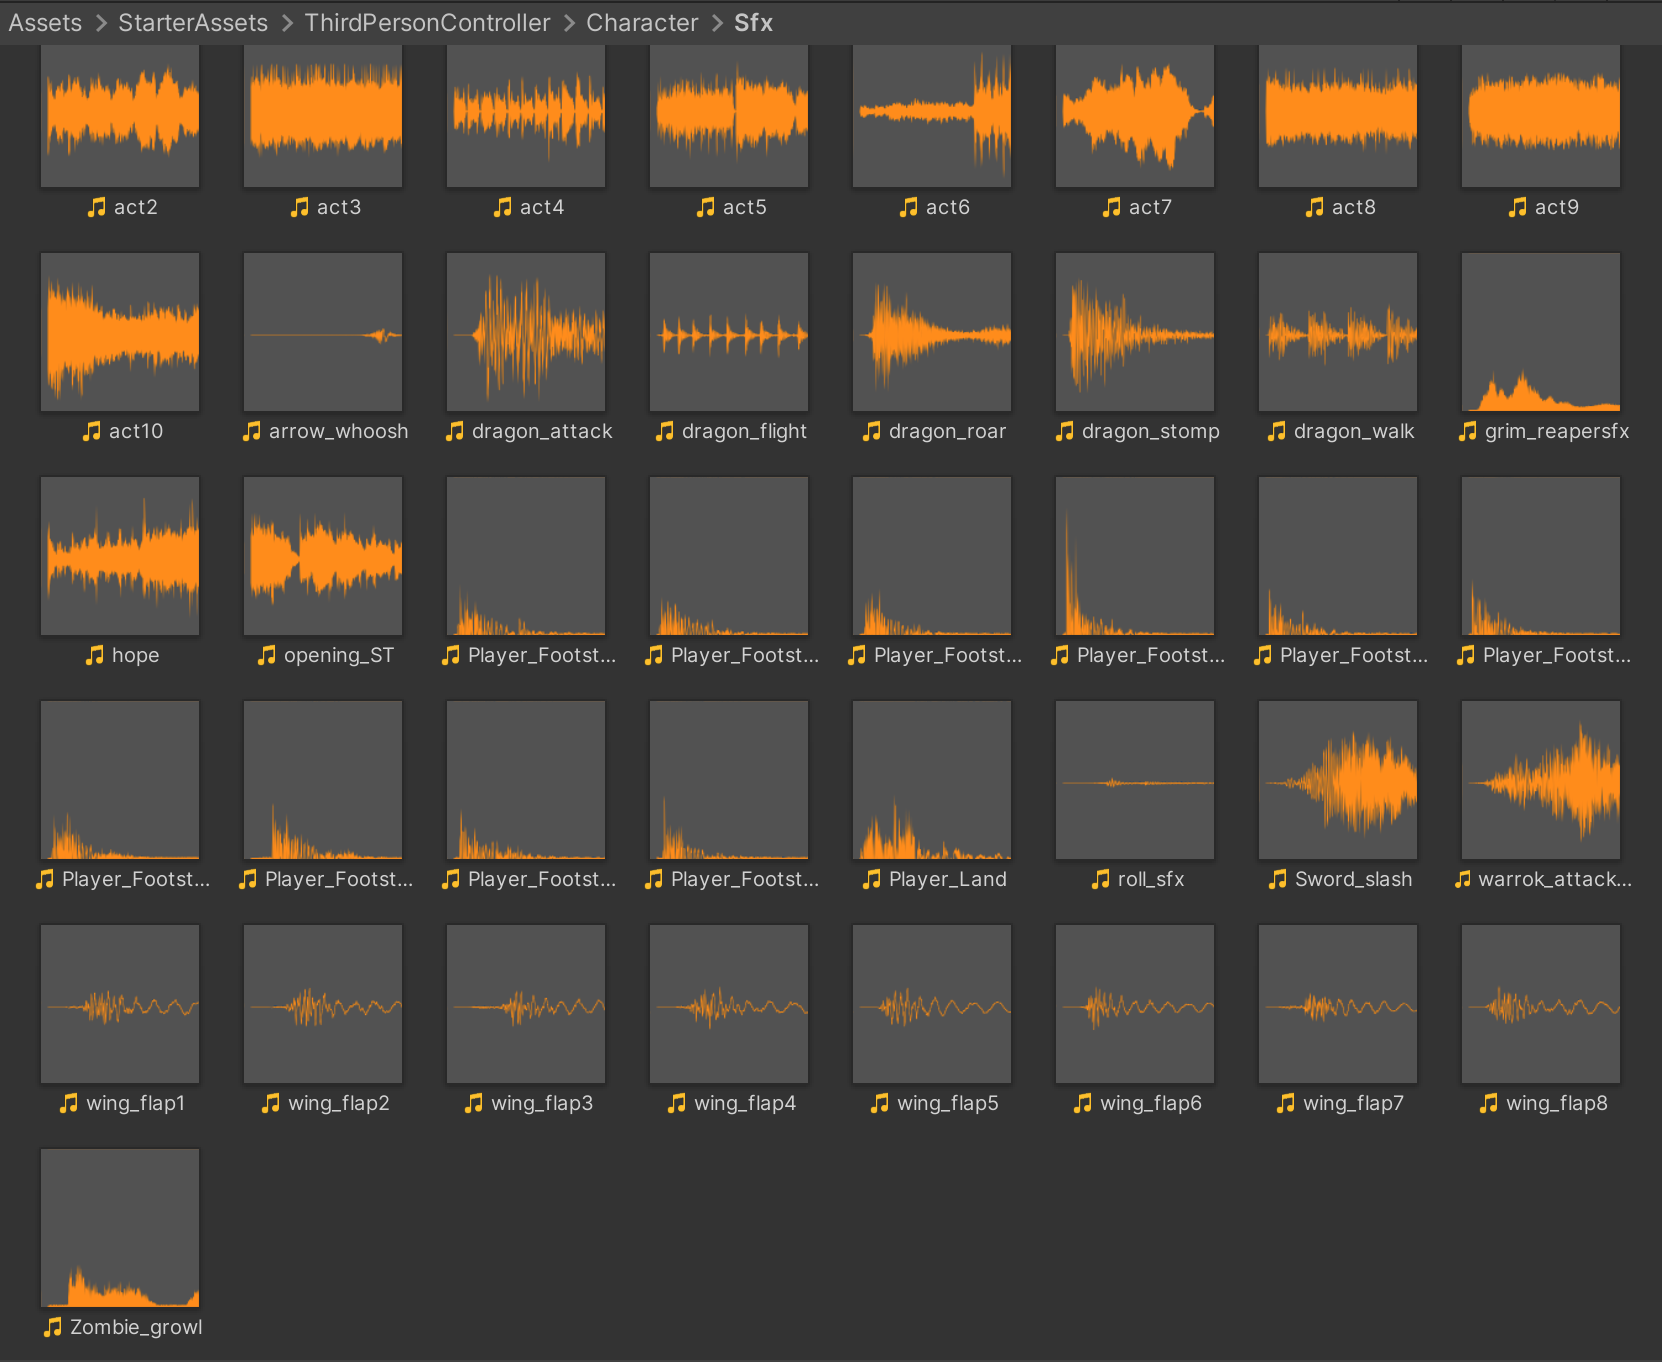 Assets > StarterAssets > ThirdPersonController > Character > Sfx
act2 act3 act4 act5 act6 act7 act8 act9
act10 arrow_whoosh dragon_attack dragon_flight dragon_roar dragon_stomp dragon_walk grim_reapersfx
hope opening_ST Player_Footst... Player_Footst... Player_Footst... Player_Footst... Player_Footst... Player_Footst...
Player_Footst... Player_Footst... Player_Footst... Player_Footst... Player_Land roll_sfx Sword_slash warrok_attack...
wing_flap1 wing_flap2 wing_flap3 wing_flap4 wing_flap5 wing_flap6 wing_flap7 wing_flap8
Zombie_growl